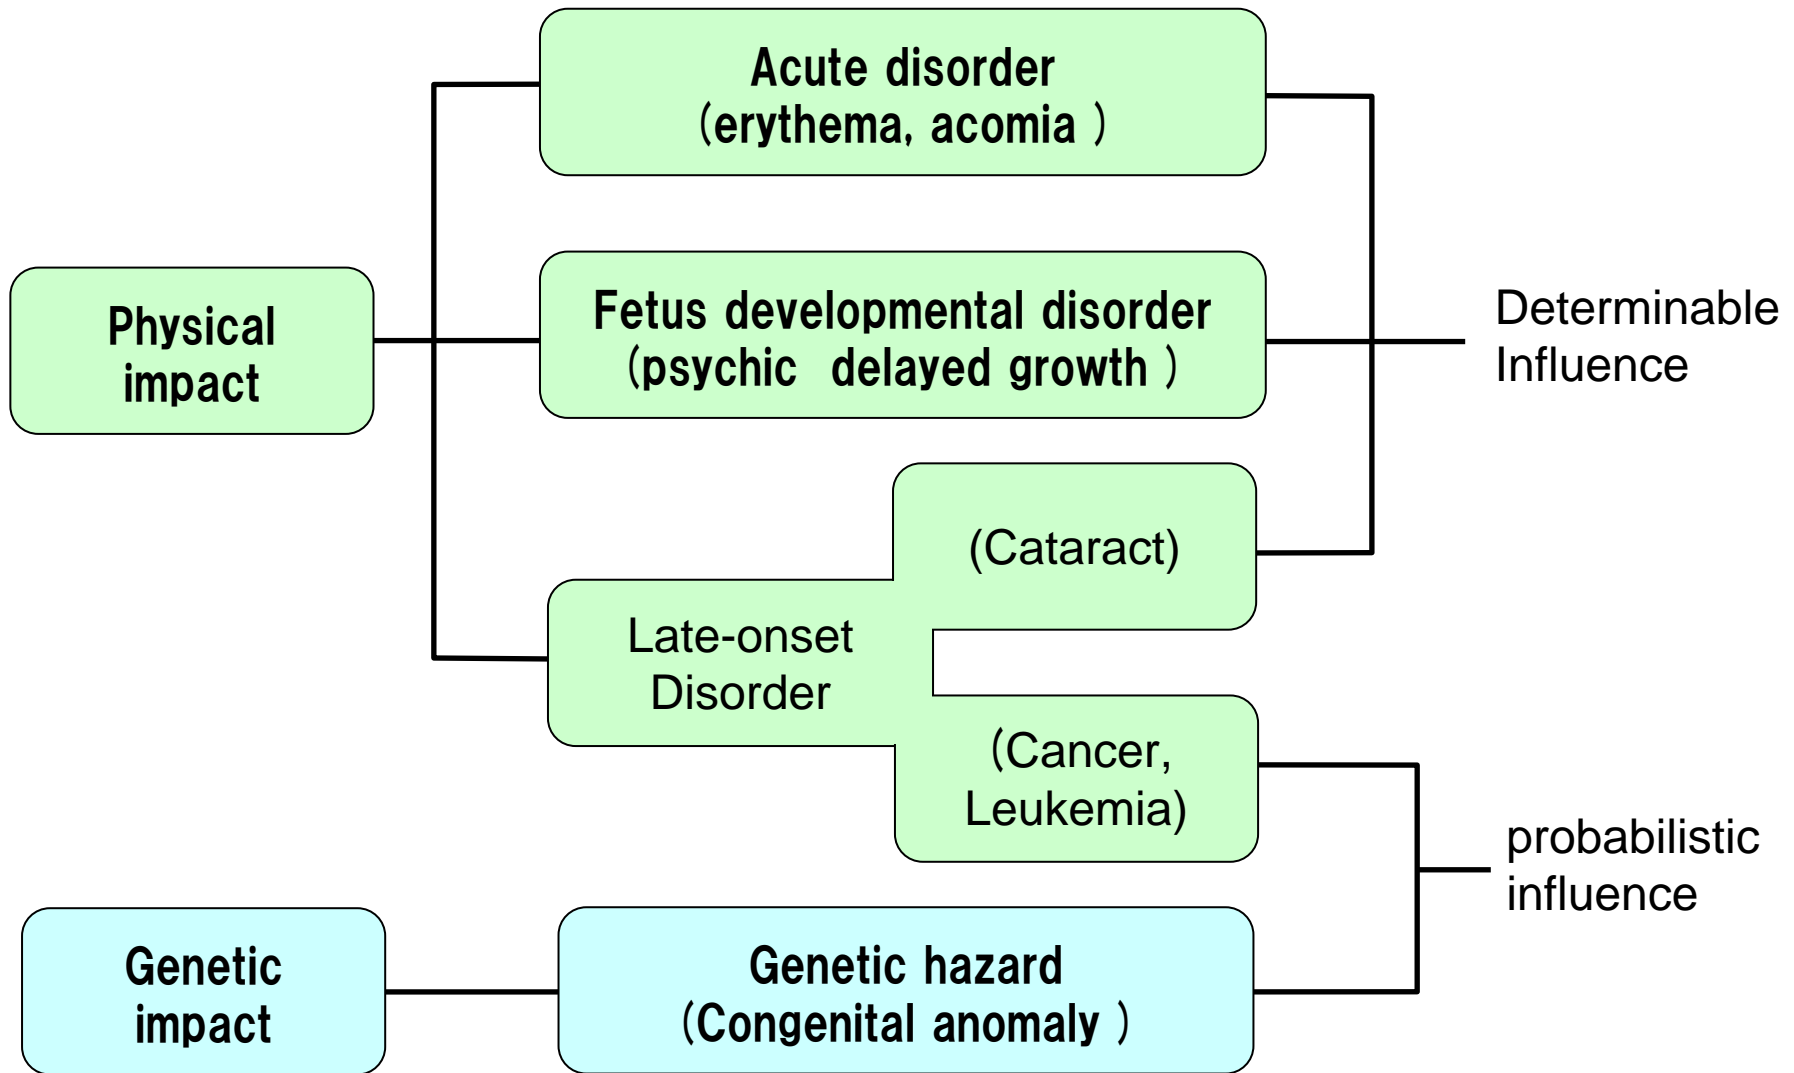 Acute disorder
(erythema, acomia )
Physical
impact
Fetus developmental disorder
(psychic delayed growth )
Determinable
Influence
(Cataract)
Late-onset
Disorder
(Cancer,
Leukemia)
probabilistic
influence
Genetic
impact
Genetic hazard
(Congenital anomaly )